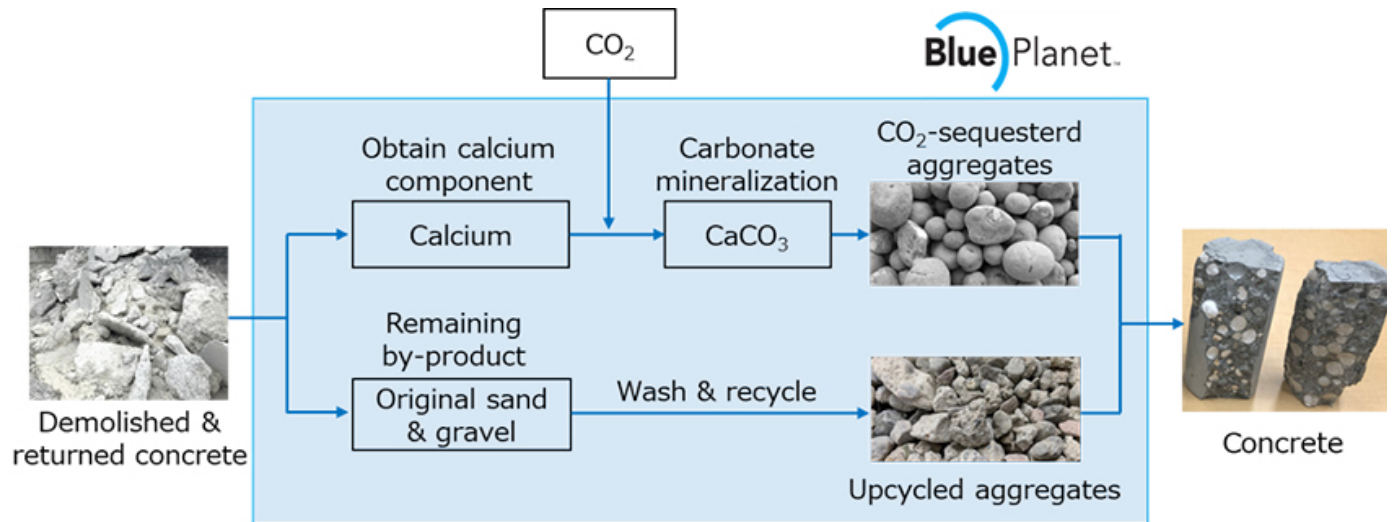 CO₂
Blue Planet™
Obtain calcium
component
Calcium
Carbonate
mineralization
CaCO₃
CO₂-sequesterd
aggregates
Demolished &
returned concrete
Remaining
by-product
Original sand
& gravel
Wash & recycle
Upcycled aggregates
Concrete